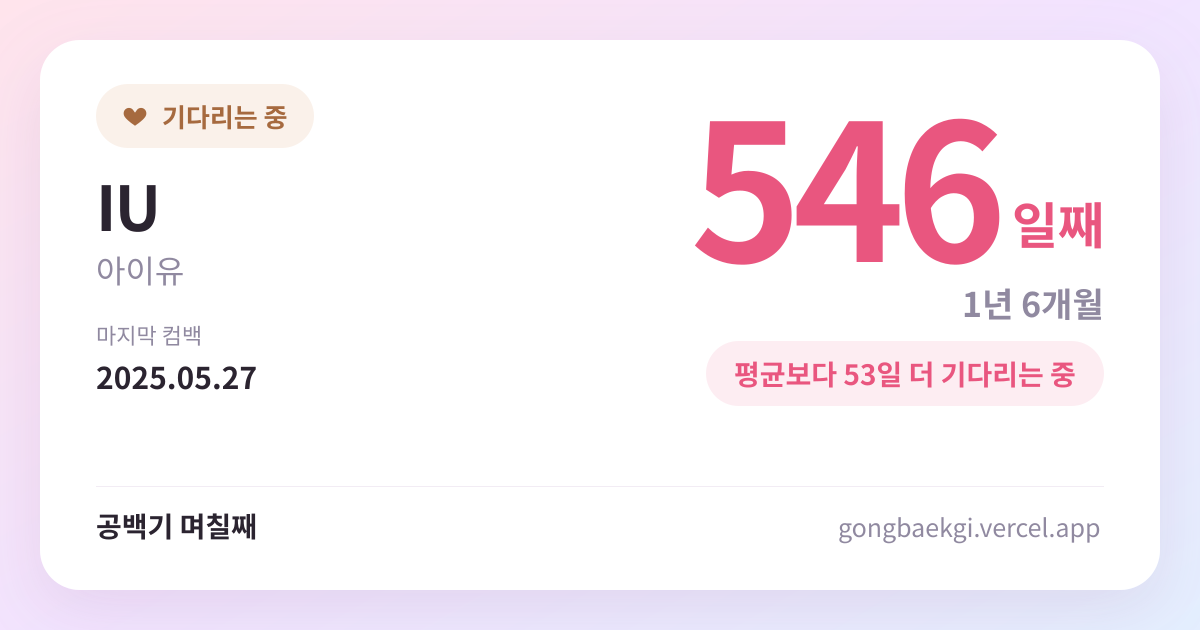 기다리는 중
IU
아이유
마지막 컴백
2025.05.27
546일째
1년 6개월
평균보다 53일 더 기다리는 중
공백기 며칠째
gongbaekgi.vercel.app